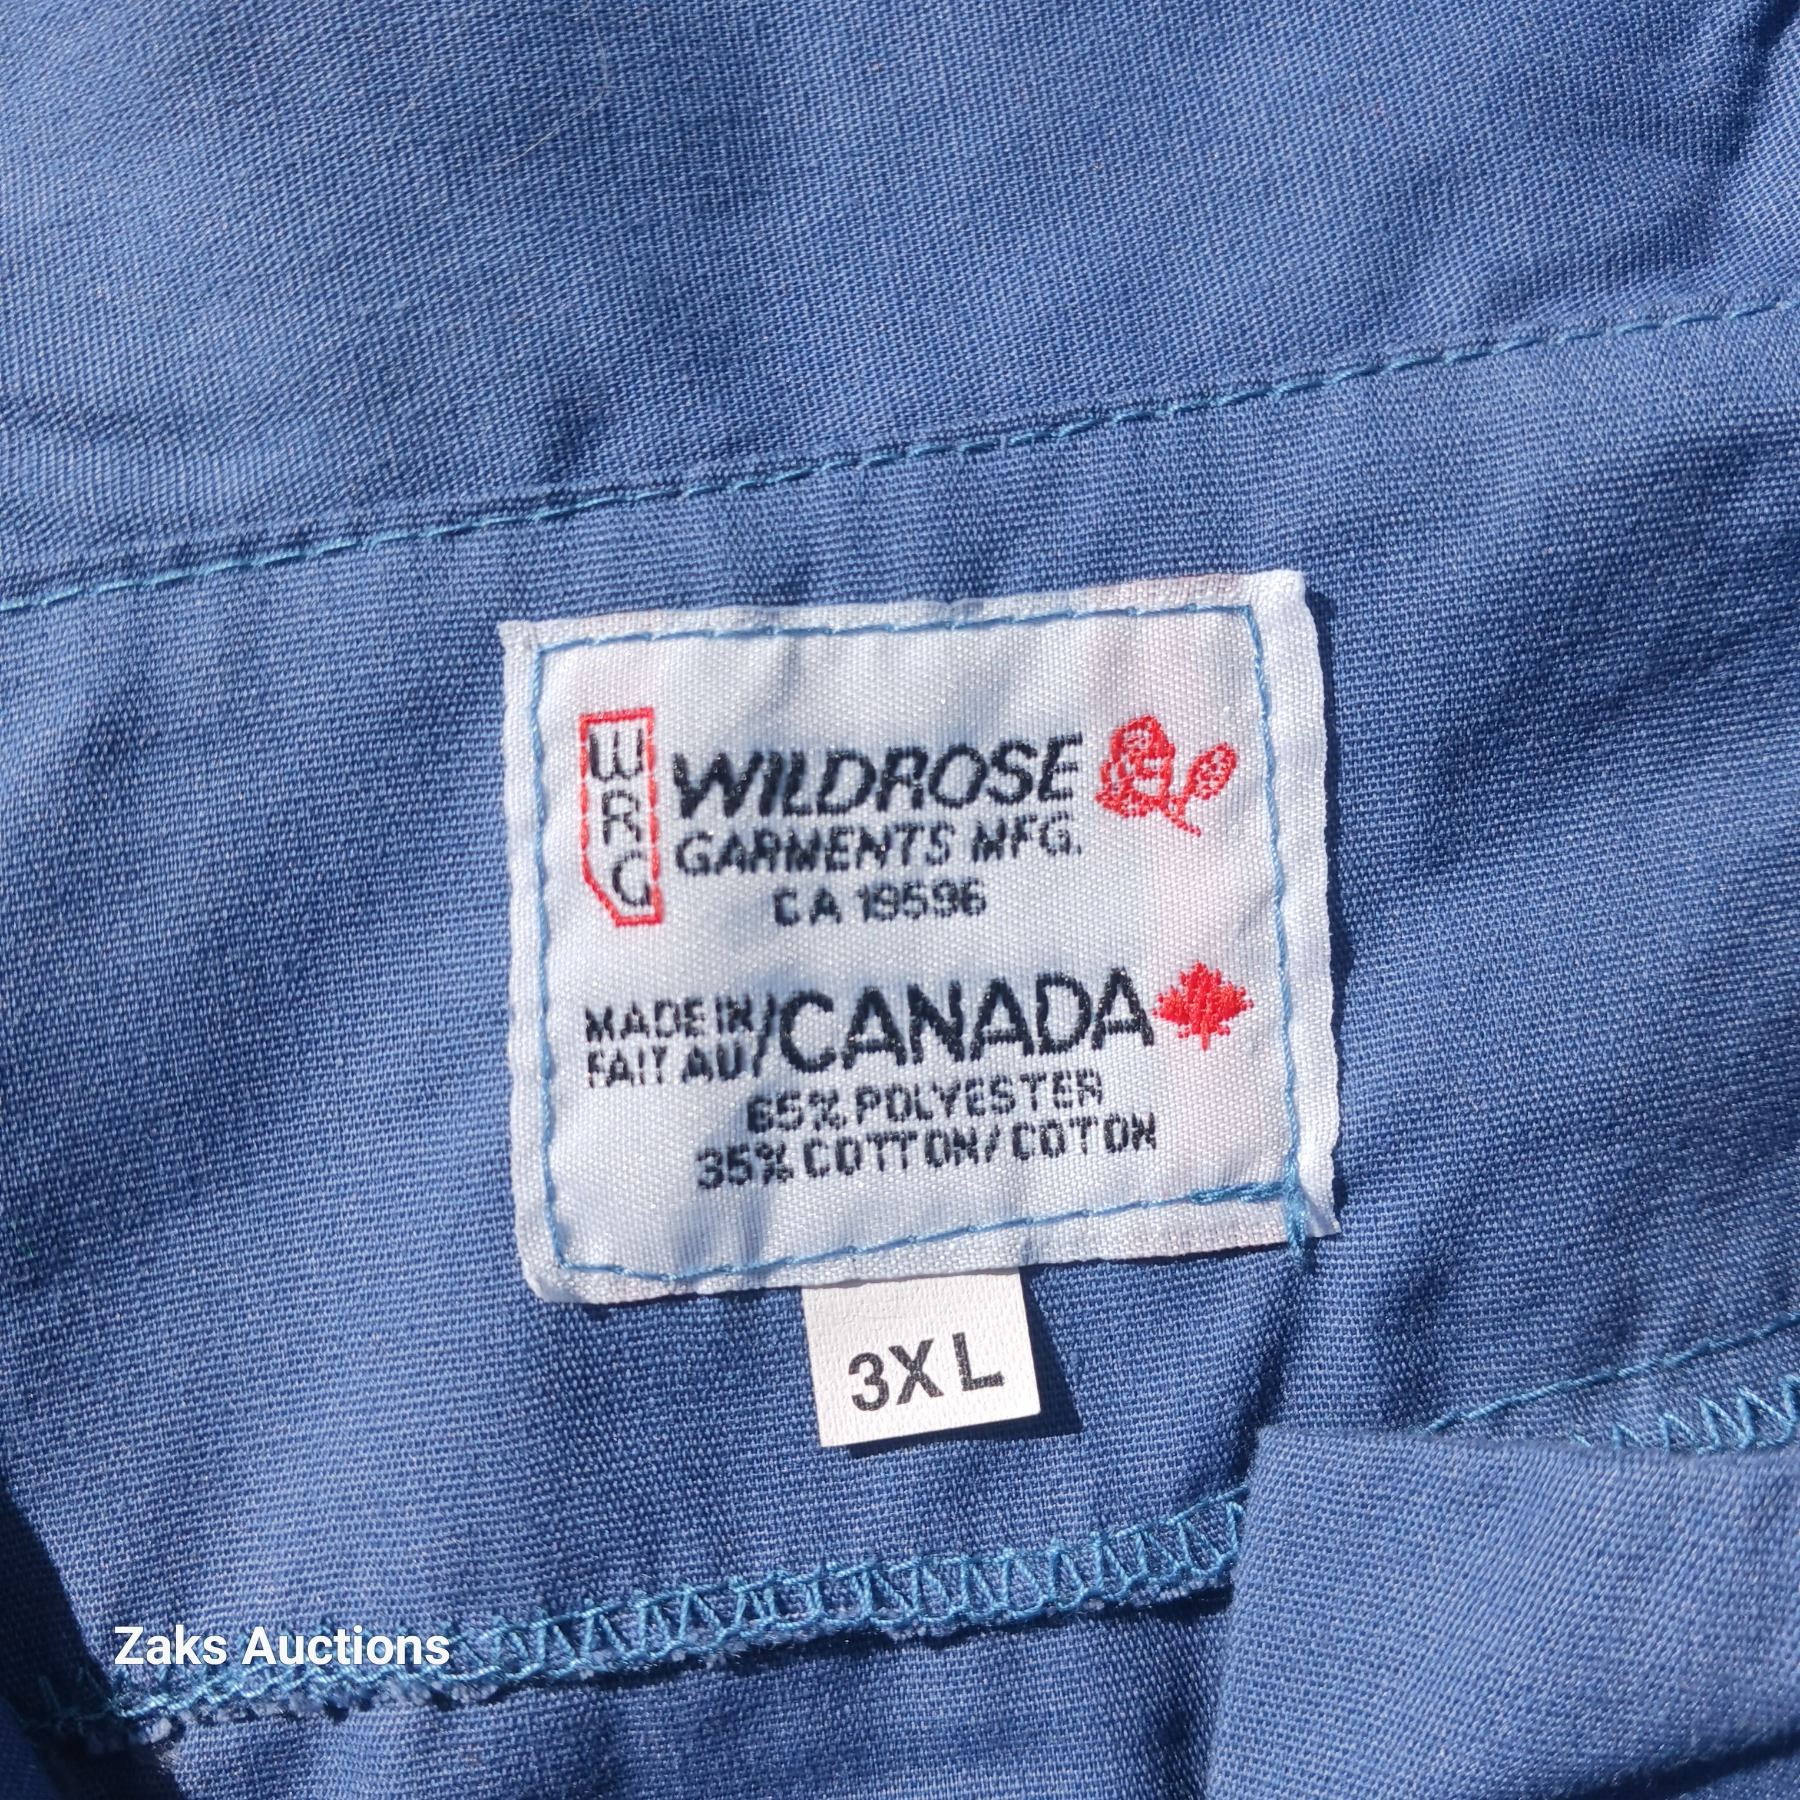 WRG
WILDROSE
GARMENTS MFG.
CA 19596
MADE IN/
FAIT AU/
CANADA
65% POLYESTER
35% COTTON/COTON
3XL
Zaks Auctions